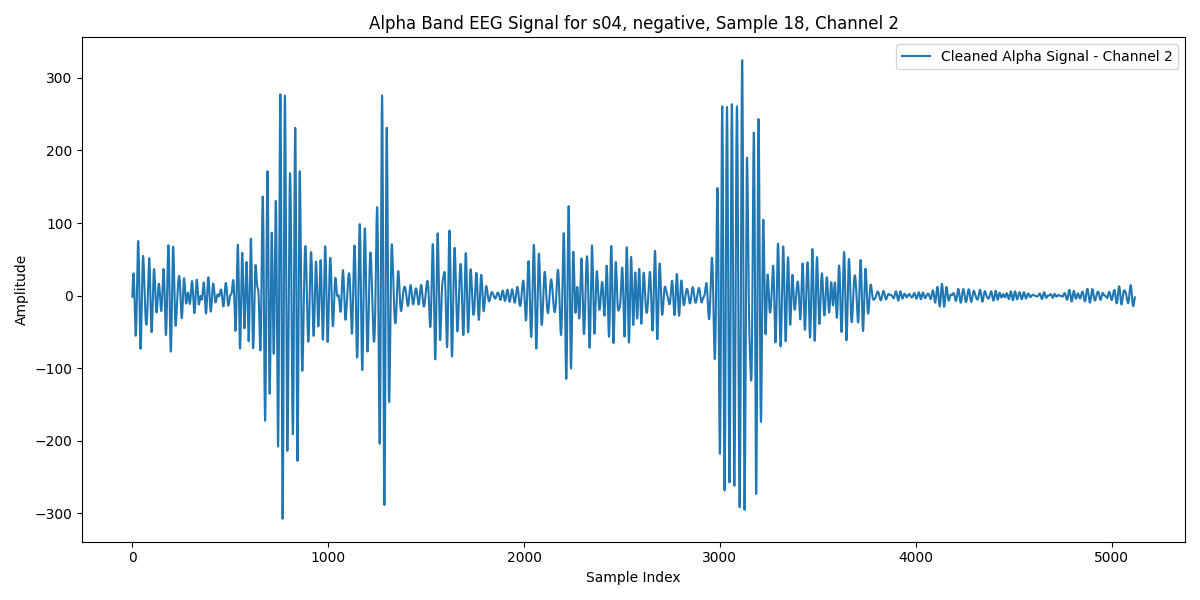 Alpha Band EEG Signal for s04, negative, Sample 18, Channel 2
Cleaned Alpha Signal - Channel 2
Amplitude
300
200
100
0
−100
−200
−300
0 1000 2000 3000 4000 5000
Sample Index